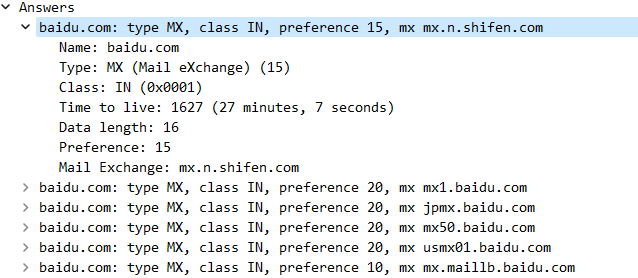 Answers
baidu.com: type MX, class IN, preference 15, mx mx.n.shifen.com
Name: baidu.com
Type: MX (Mail eXchange) (15)
Class: IN (0x0001)
Time to live: 1627 (27 minutes, 7 seconds)
Data length: 16
Preference: 15
Mail Exchange: mx.n.shifen.com
baidu.com: type MX, class IN, preference 20, mx mx1.baidu.com
baidu.com: type MX, class IN, preference 20, mx jpmx.baidu.com
baidu.com: type MX, class IN, preference 20, mx mx50.baidu.com
baidu.com: type MX, class IN, preference 20, mx usmx01.baidu.com
baidu.com: type MX, class IN, preference 10, mx mx.maillb.baidu.com